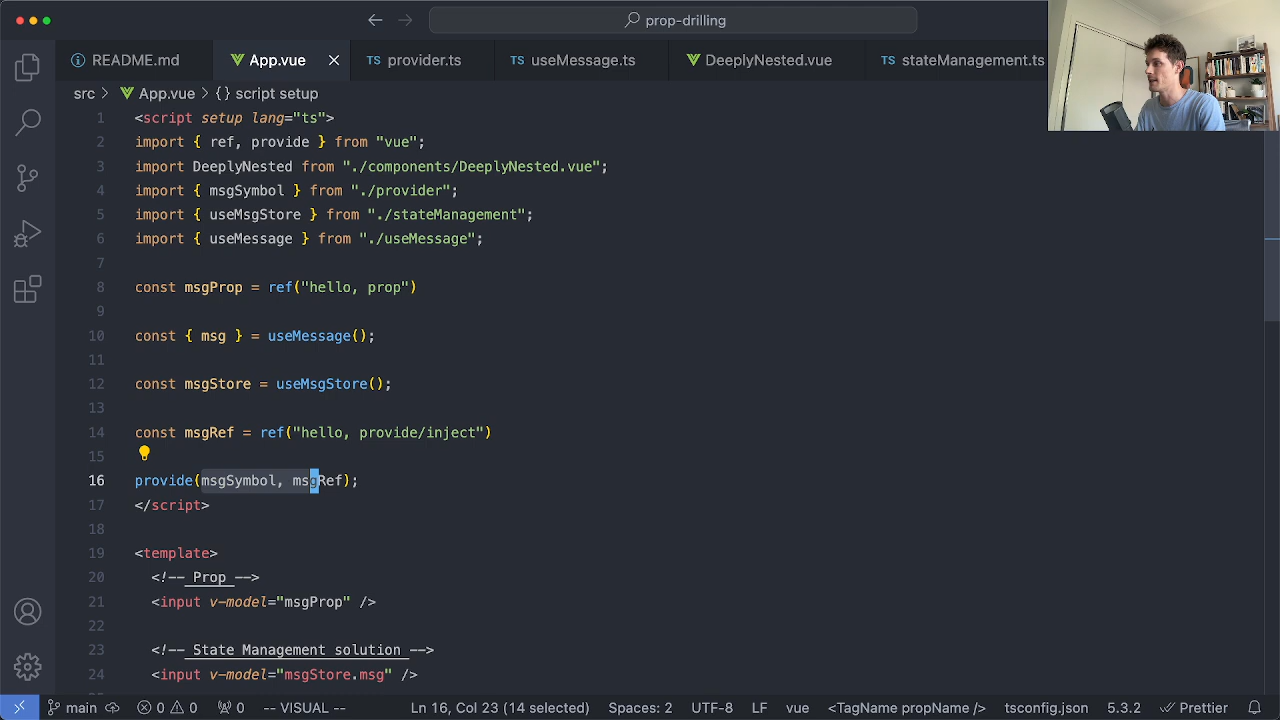 prop-drilling
README.md
App.vue
TS provider.ts
TS useMessage.ts
DeeplyNested.vue
TS stateManagement.ts
src > App.vue > {} script setup
1 <script setup lang="ts">
2 import { ref, provide } from "vue";
3 import DeeplyNested from "./components/DeeplyNested.vue";
4 import { msgSymbol } from "./provider";
5 import { useMsgStore } from "./stateManagement";
6 import { useMessage } from "./useMessage";
7
8 const msgProp = ref("hello, prop")
9
10 const { msg } = useMessage();
11
12 const msgStore = useMsgStore();
13
14 const msgRef = ref("hello, provide/inject")
15
16 provide(msgSymbol, msgRef);
17 </script>
18
19 <template>
20 <!-- Prop -->
21 <input v-model="msgProp" />
22
23 <!-- State Management solution -->
24 <input v-model="msgStore.msg" />
main 0 0 0 -- VISUAL -- Ln 16, Col 23 (14 selected) Spaces: 2 UTF-8 LF vue <TagName propName /> tsconfig.json 5.3.2 Prettier